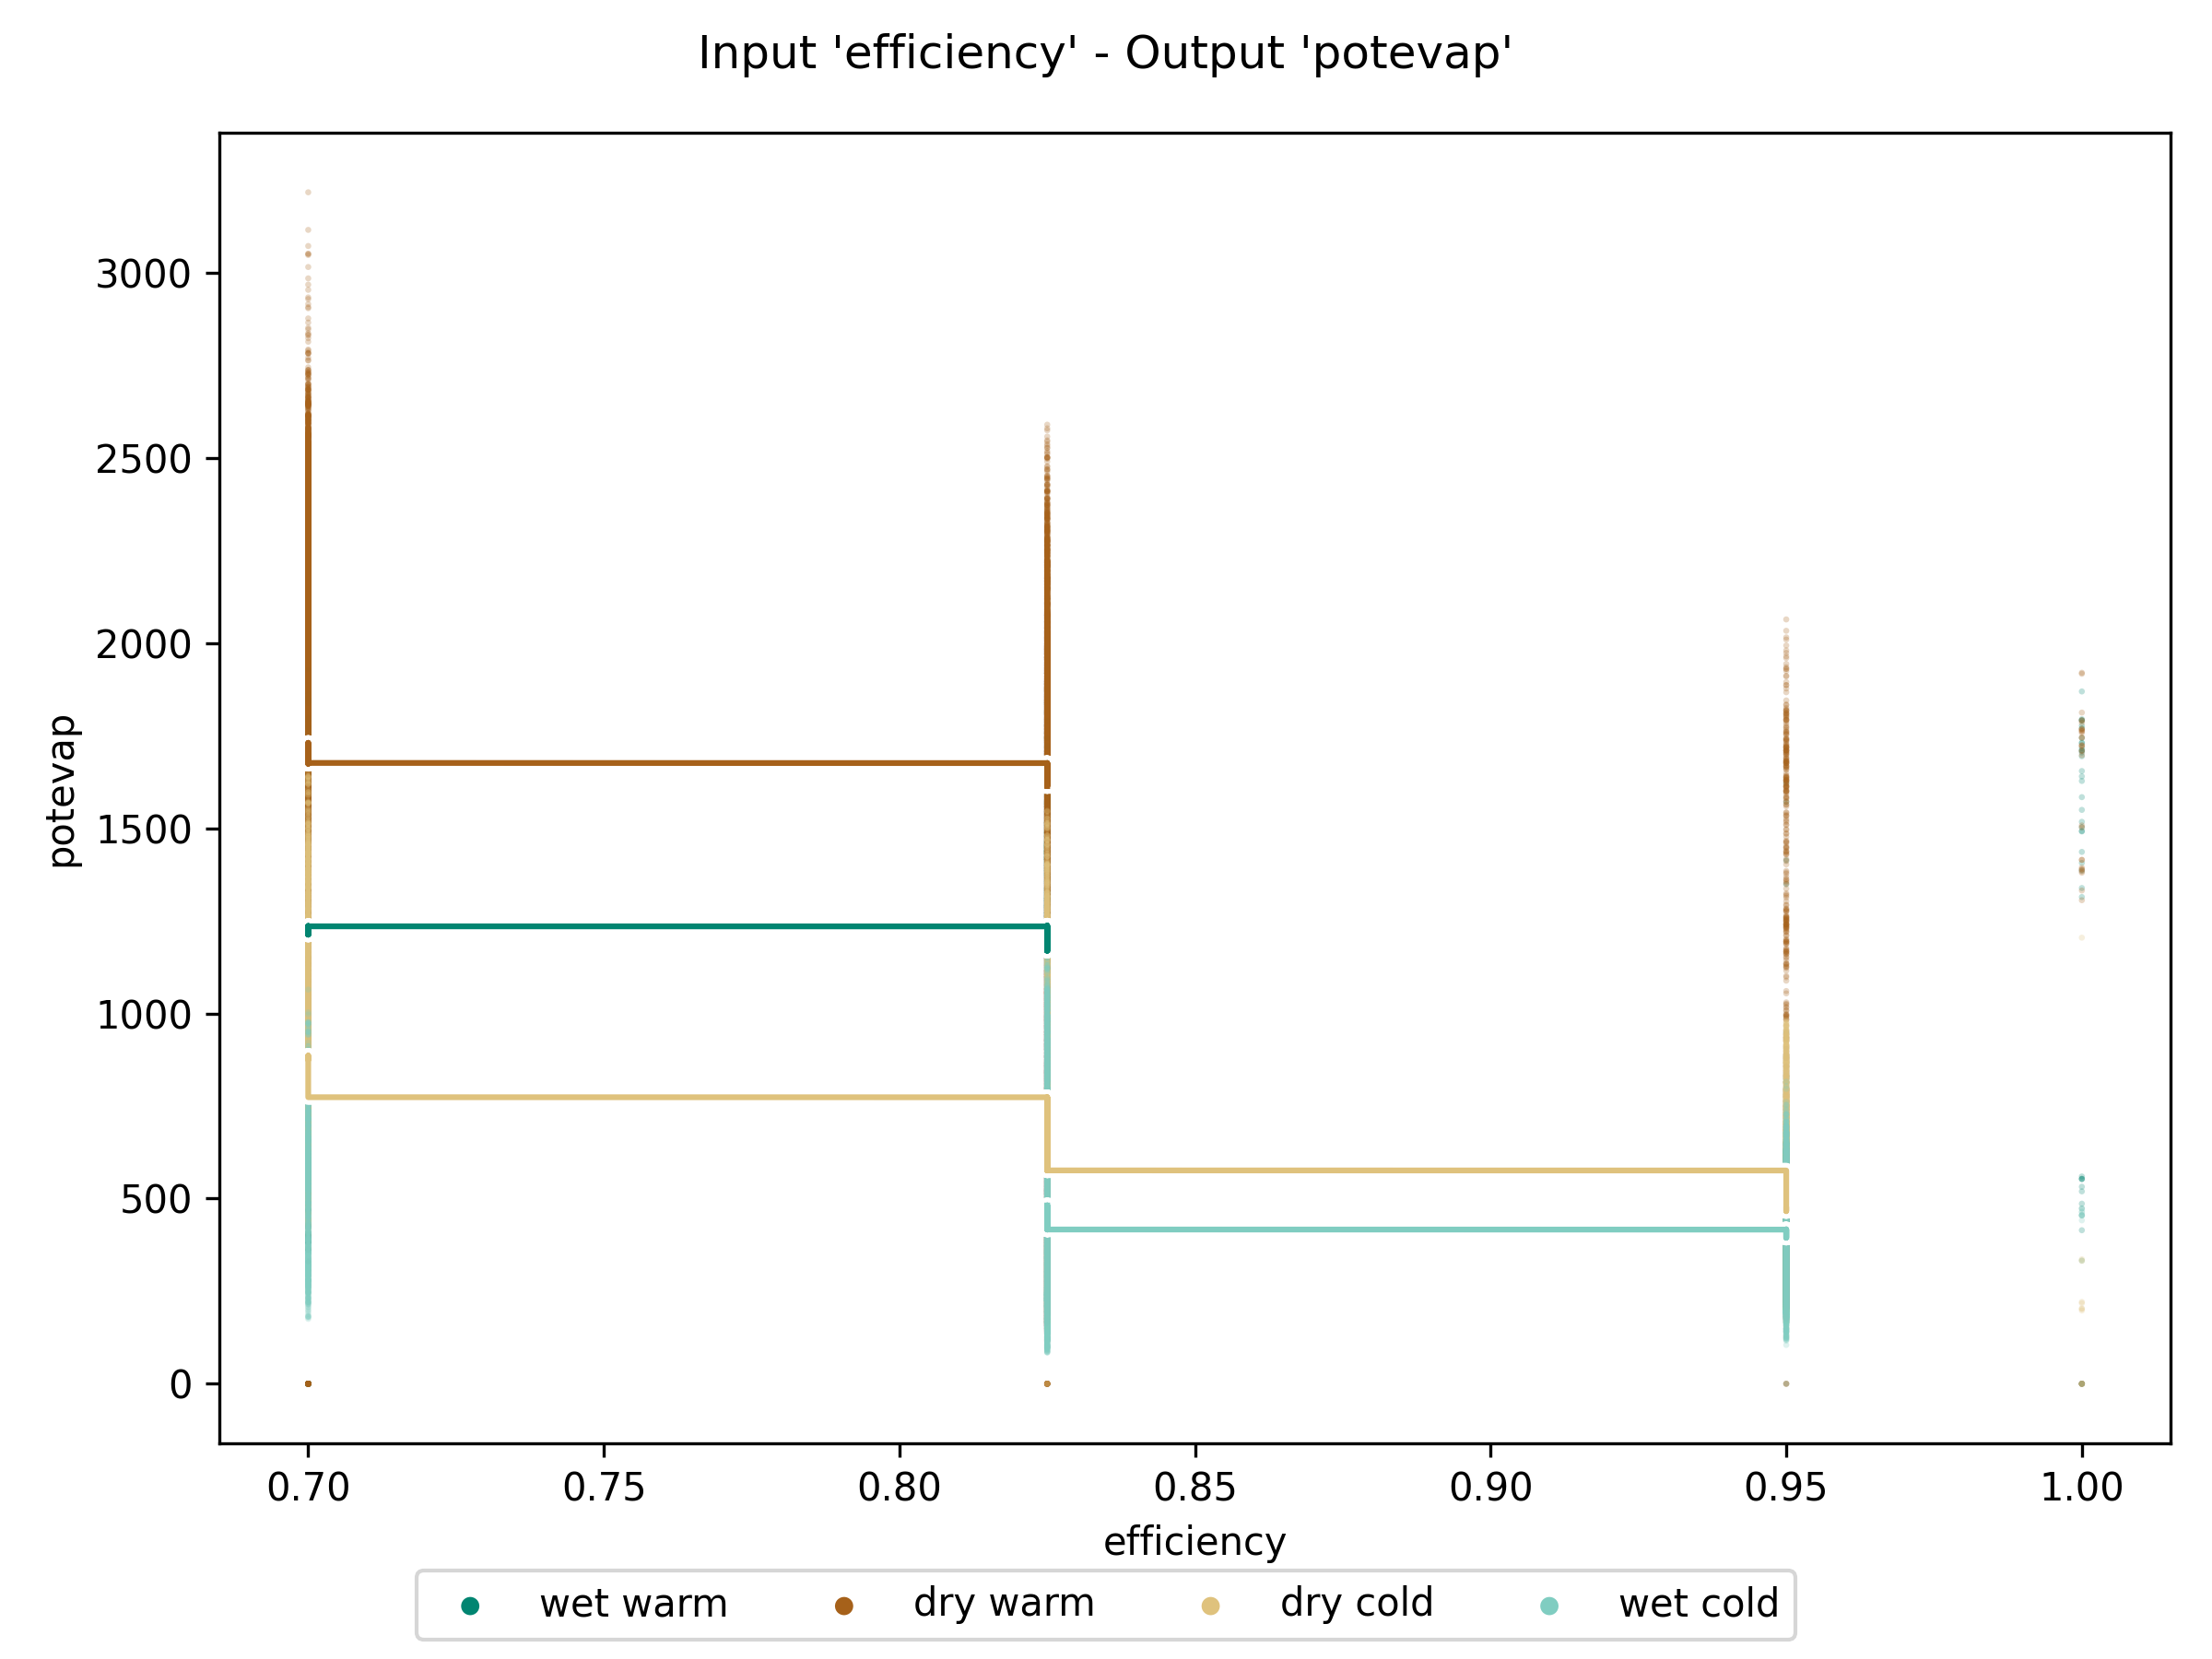 Input 'efficiency' - Output 'potevap'
3000
2500
2000
1500
1000
500
0
potevap
0.70 0.75 0.80 0.85 0.90 0.95 1.00
efficiency
wet warm dry warm dry cold wet cold